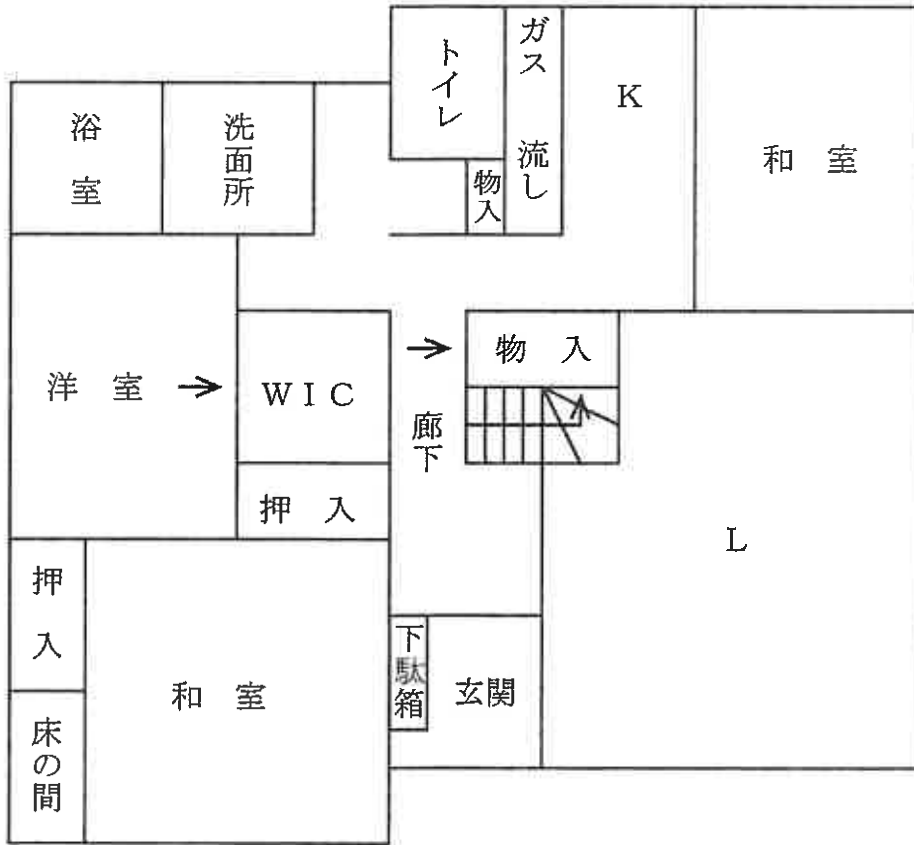 トイレ
ガス 流し
K
和 室
浴 室
洗面所
物入
洋 室
WIC
物 入
廊下
押 入
L
押 入
和 室
下駄箱
玄関
床の間